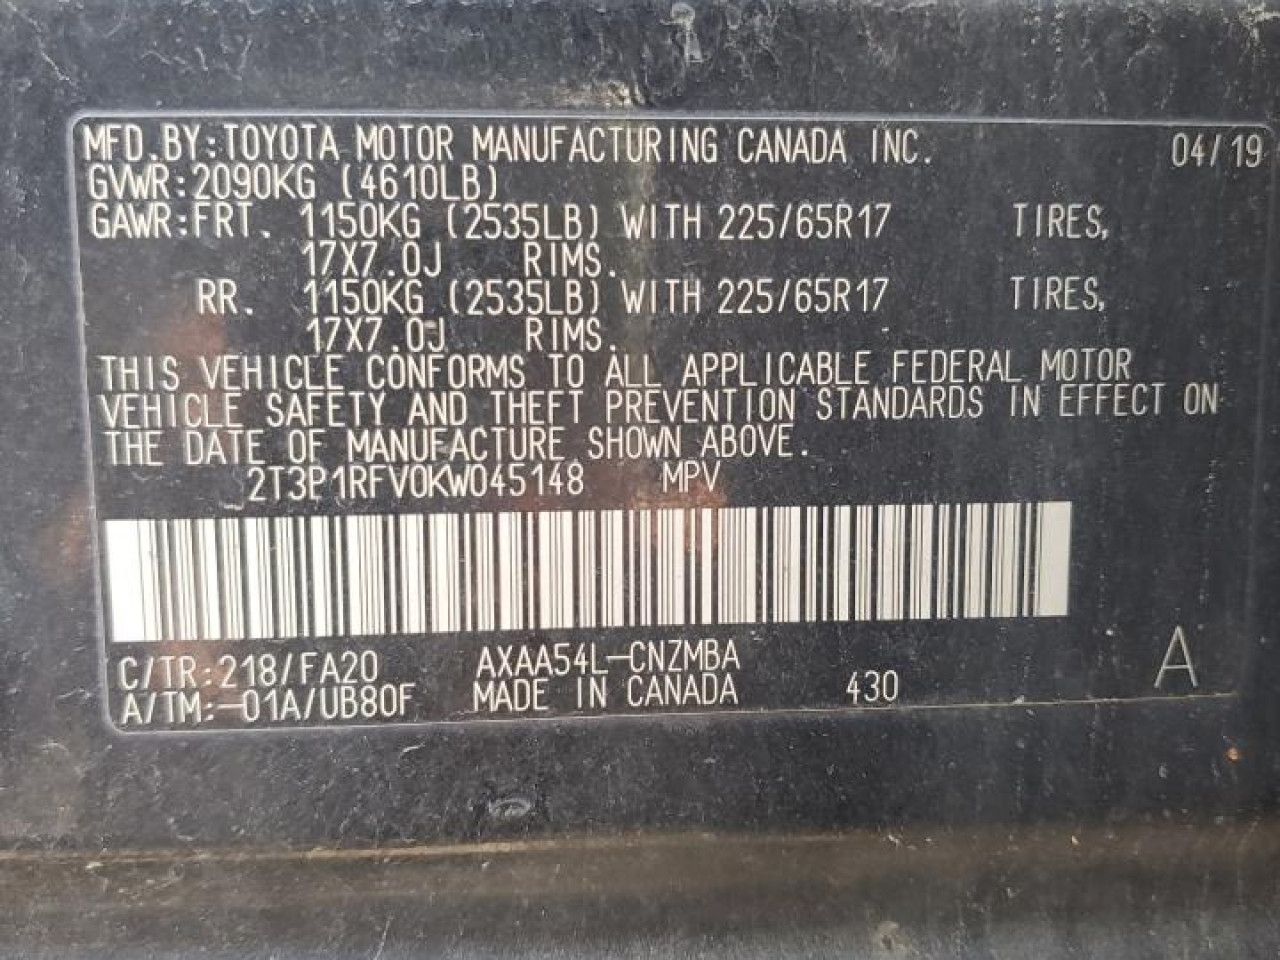 MFD.BY:TOYOTA MOTOR MANUFACTURING CANADA INC. 04/19
GVWR:2090KG (4610LB)
GAWR:FRT. 1150KG (2535LB) WITH 225/65R17 TIRES,
17X7.0J RIMS.
RR. 1150KG (2535LB) WITH 225/65R17 TIRES,
17X7.0J RIMS.
THIS VEHICLE CONFORMS TO ALL APPLICABLE FEDERAL MOTOR
VEHICLE SAFETY AND THEFT PREVENTION STANDARDS IN EFFECT ON
THE DATE OF MANUFACTURE SHOWN ABOVE.
2T3P1RFV0KW045148 MPV
C/TR:218/FA20 AXAA54L-CNZMBA A
A/TM:-01A/UB80F MADE IN CANADA 430